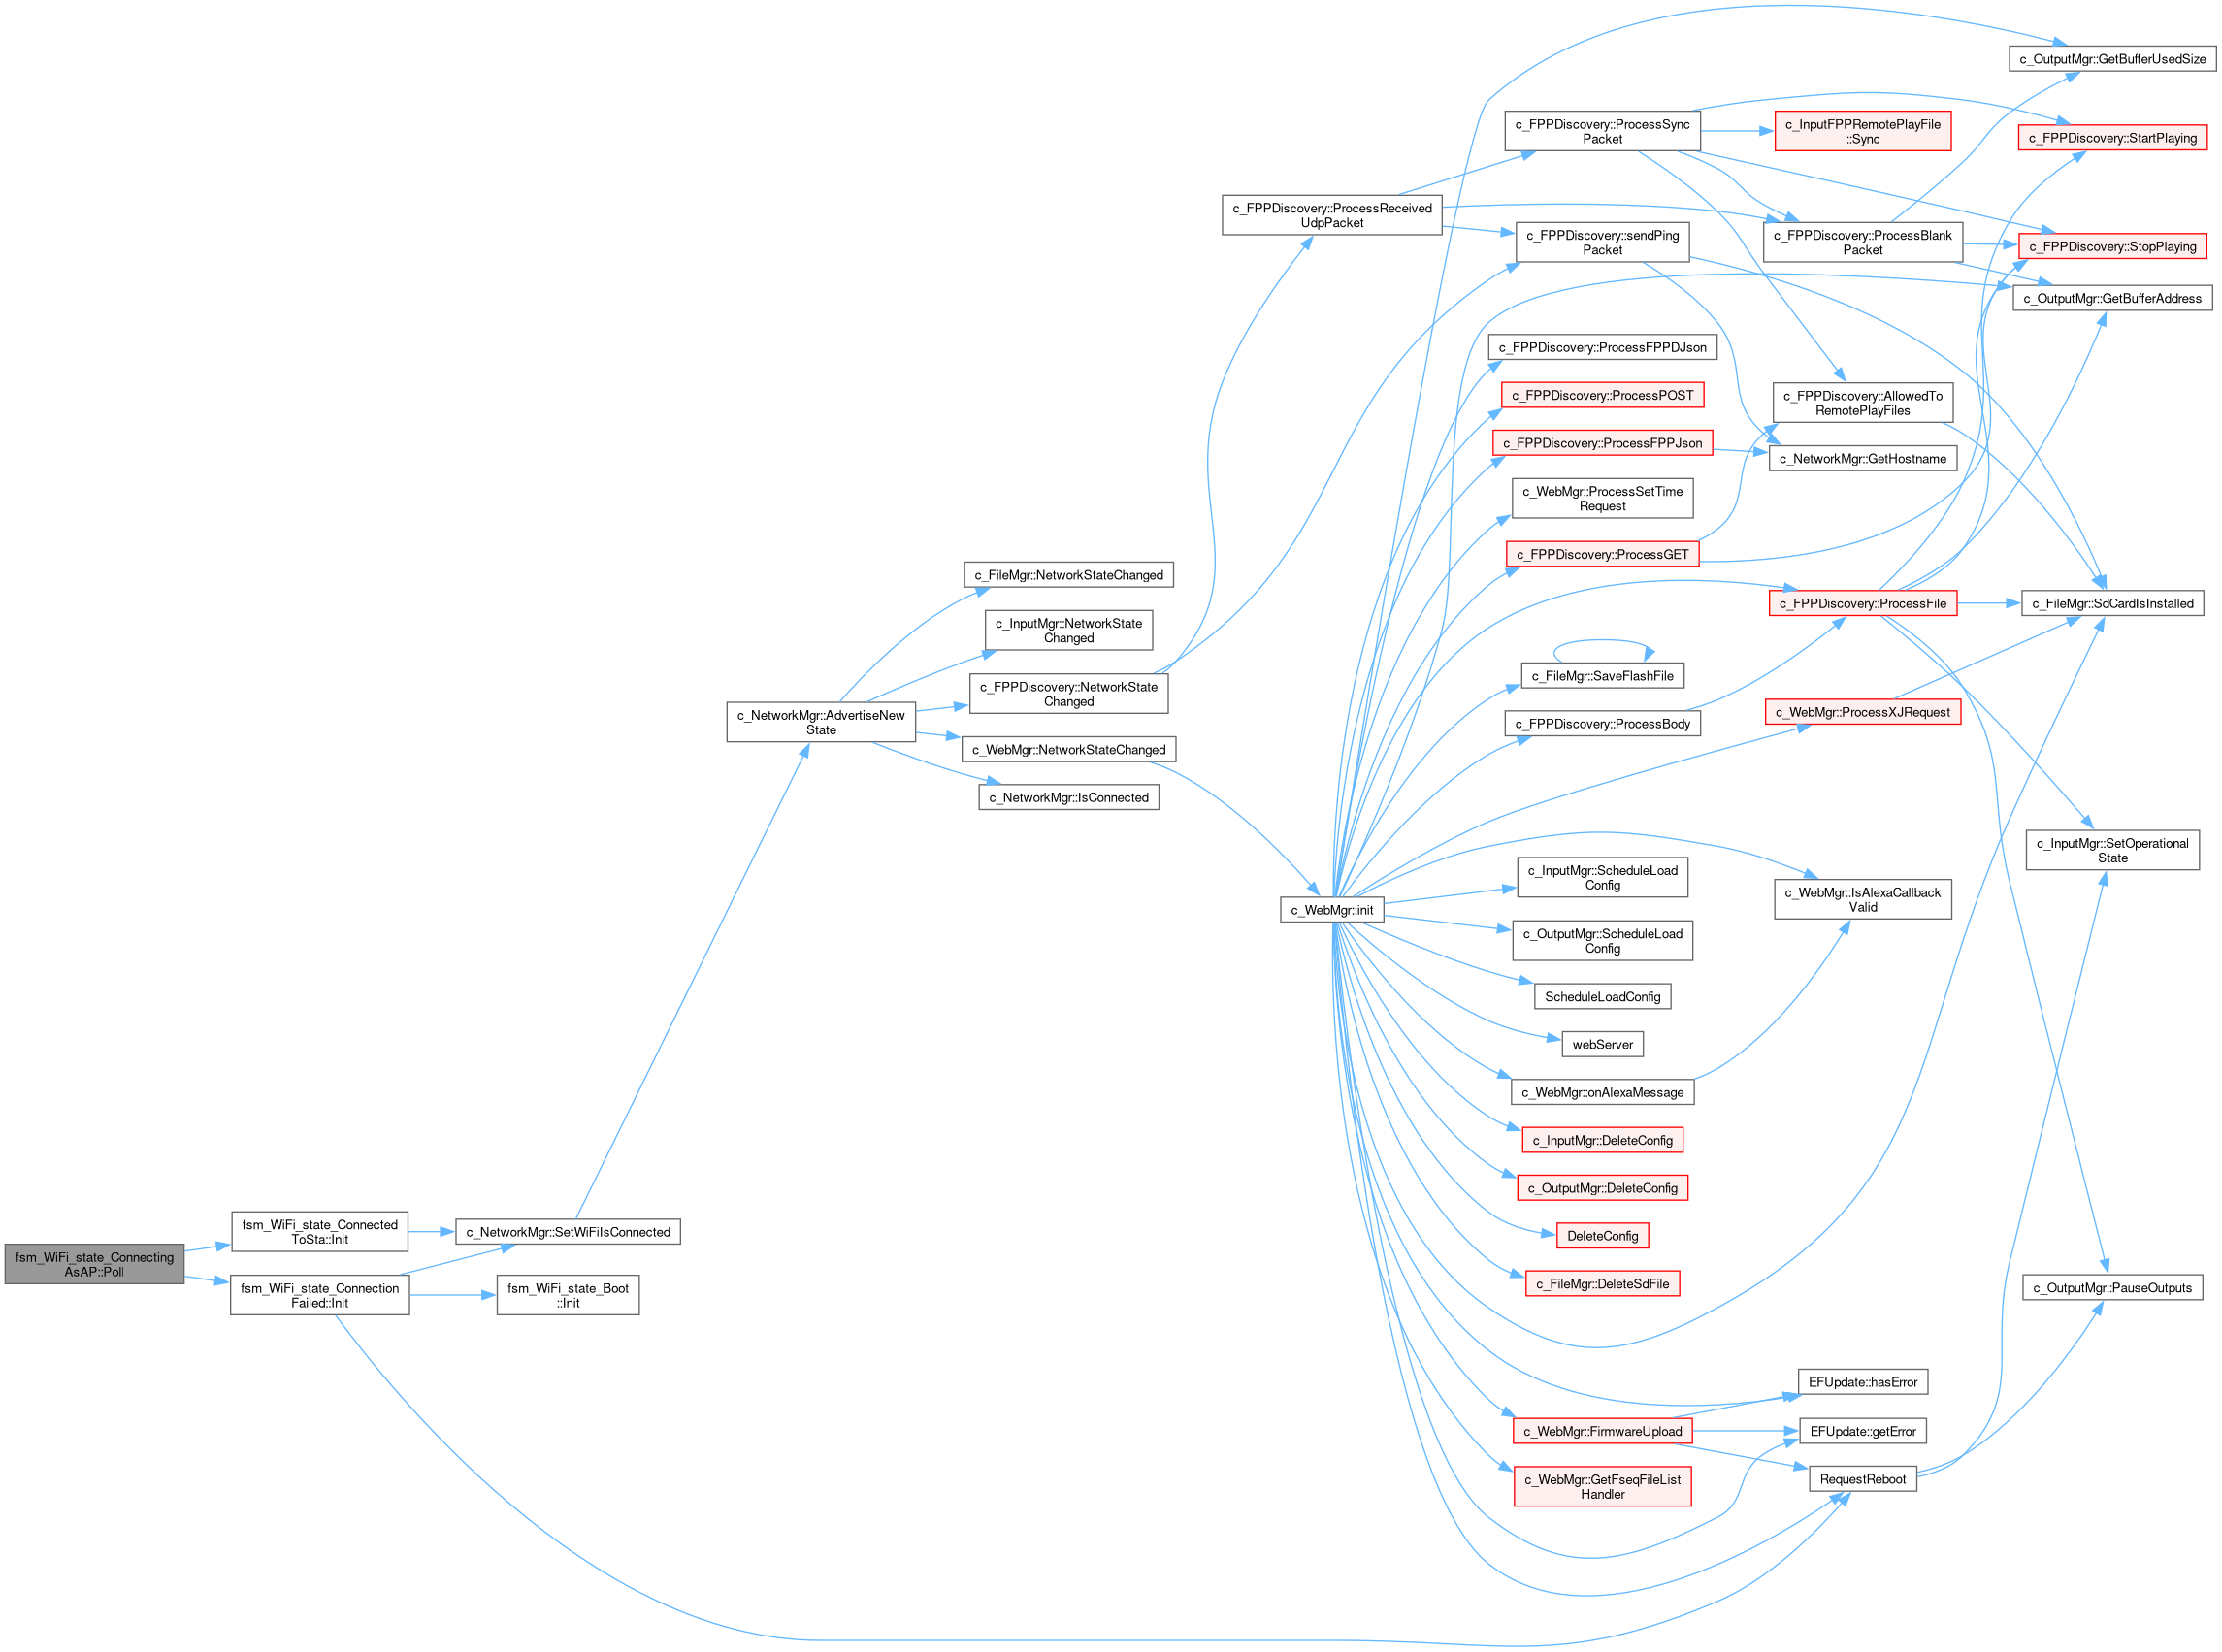 fsm_WiFi_state_Connecting
AsAP::Poll
fsm_WiFi_state_Connected
ToSta::Init
fsm_WiFi_state_Connection
Failed::Init
c_NetworkMgr::SetWiFiIsConnected
fsm_WiFi_state_Boot
::Init
c_NetworkMgr::AdvertiseNew
State
c_FileMgr::NetworkStateChanged
c_InputMgr::NetworkState
Changed
c_FPPDiscovery::NetworkState
Changed
c_WebMgr::NetworkStateChanged
c_NetworkMgr::IsConnected
c_FPPDiscovery::ProcessReceived
UdpPacket
c_WebMgr::init
c_FPPDiscovery::ProcessSync
Packet
c_FPPDiscovery::sendPing
Packet
c_FPPDiscovery::ProcessFPPDJson
c_FPPDiscovery::ProcessPOST
c_FPPDiscovery::ProcessFPPJson
c_WebMgr::ProcessSetTime
Request
c_FPPDiscovery::ProcessGET
c_FileMgr::SaveFlashFile
c_FPPDiscovery::ProcessBody
c_InputMgr::ScheduleLoad
Config
c_OutputMgr::ScheduleLoad
Config
ScheduleLoadConfig
webServer
c_WebMgr::onAlexaMessage
c_InputMgr::DeleteConfig
c_OutputMgr::DeleteConfig
DeleteConfig
c_FileMgr::DeleteSdFile
c_WebMgr::FirmwareUpload
c_WebMgr::GetFseqFileList
Handler
c_InputFPPRemotePlayFile
::Sync
c_FPPDiscovery::ProcessBlank
Packet
c_FPPDiscovery::AllowedTo
RemotePlayFiles
c_NetworkMgr::GetHostname
c_FPPDiscovery::ProcessFile
c_WebMgr::ProcessXJRequest
c_WebMgr::IsAlexaCallback
Valid
EFUpdate::hasError
EFUpdate::getError
RequestReboot
c_OutputMgr::GetBufferUsedSize
c_FPPDiscovery::StartPlaying
c_FPPDiscovery::StopPlaying
c_OutputMgr::GetBufferAddress
c_FileMgr::SdCardIsInstalled
c_InputMgr::SetOperational
State
c_OutputMgr::PauseOutputs